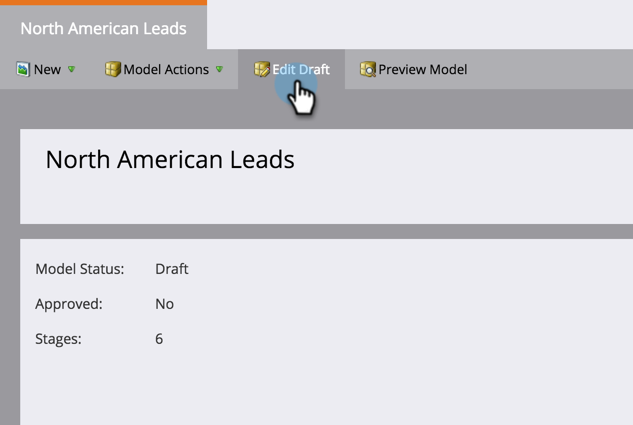 North American Leads
New Model Actions Edit Draft Preview Model
North American Leads
Model Status: Draft
Approved: No
Stages: 6